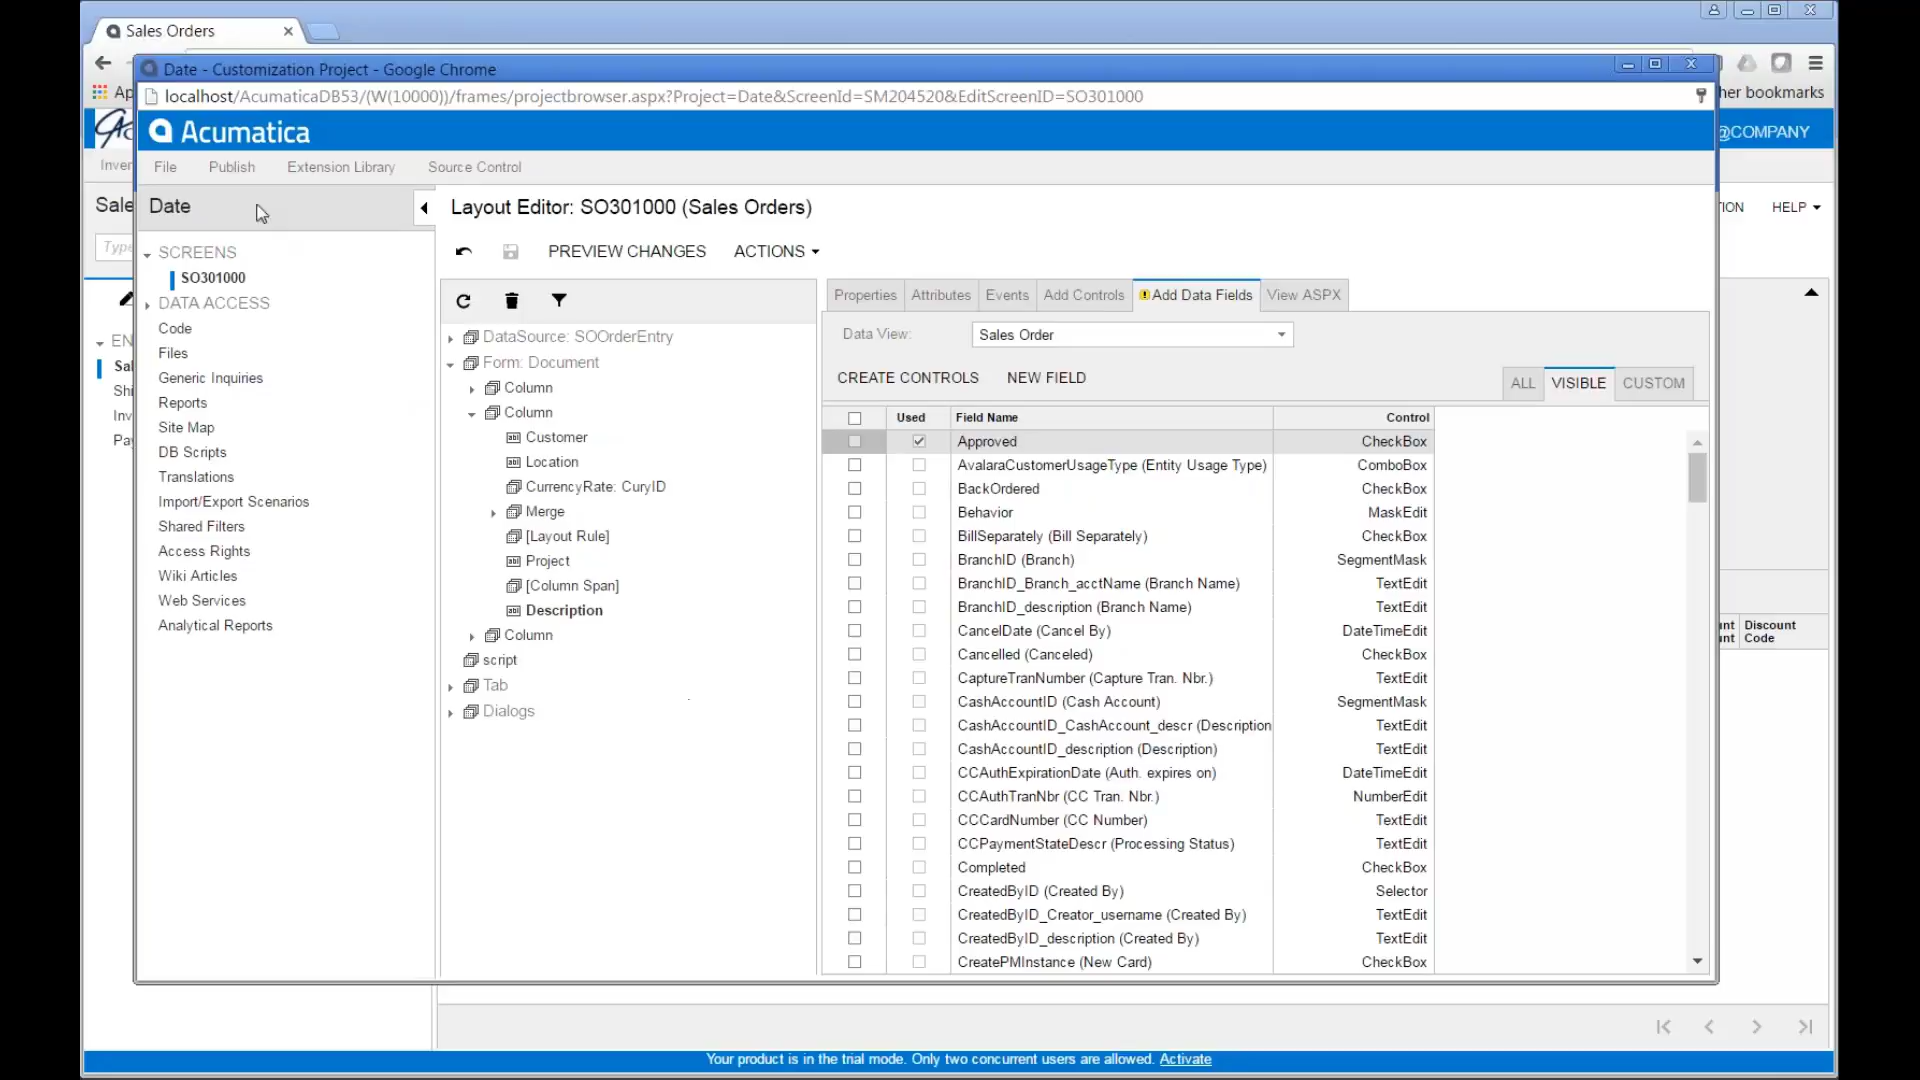 Sales Orders
Date - Customization Project - Google Chrome
localhost/AcumaticaDB53/(W(10000))/frames/projectbrowser.aspx?Project=Date&ScreenId=SM204520&EditScreenID=SO301000
her bookmarks
Acumatica
@COMPANY
File Publish Extension Library Source Control
Date
Layout Editor: SO301000 (Sales Orders)
HELP
PREVIEW CHANGES ACTIONS
SCREENS
SO301000
DATA ACCESS
Code
Files
Generic Inquiries
Reports
Site Map
DB Scripts
Translations
Import/Export Scenarios
Shared Filters
Access Rights
Wiki Articles
Web Services
Analytical Reports
DataSource: SOOrderEntry
Form: Document
Column
Column
Customer
Location
CurrencyRate: CuryID
Merge
[Layout Rule]
Project
[Column Span]
Description
Column
script
Tab
Dialogs
Properties Attributes Events Add Controls Add Data Fields View ASPX
Data View: Sales Order
CREATE CONTROLS NEW FIELD ALL VISIBLE CUSTOM
Used Field Name Control
Approved CheckBox
AvalaraCustomerUsageType (Entity Usage Type) ComboBox
BackOrdered CheckBox
Behavior MaskEdit
BillSeparately (Bill Separately) CheckBox
BranchID (Branch) SegmentMask
BranchID_Branch_acctName (Branch Name) TextEdit
BranchID_description (Branch Name) TextEdit
CancelDate (Cancel By) DateTimeEdit
Cancelled (Canceled) CheckBox
CaptureTranNumber (Capture Tran. Nbr.) TextEdit
CashAccountID (Cash Account) SegmentMask
CashAccountID_CashAccount_descr (Description TextEdit
CashAccountID_description (Description) TextEdit
CCAuthExpirationDate (Auth. expires on) DateTimeEdit
CCAuthTranNbr (CC Tran. Nbr.) NumberEdit
CCCardNumber (CC Number) TextEdit
CCPaymentStateDescr (Processing Status) TextEdit
Completed CheckBox
CreatedByID (Created By) Selector
CreatedByID_Creator_username (Created By) TextEdit
CreatedByID_description (Created By) TextEdit
CreatePMInstance (New Card) CheckBox
Discount
Code
Your product is in the trial mode. Only two concurrent users are allowed. Activate